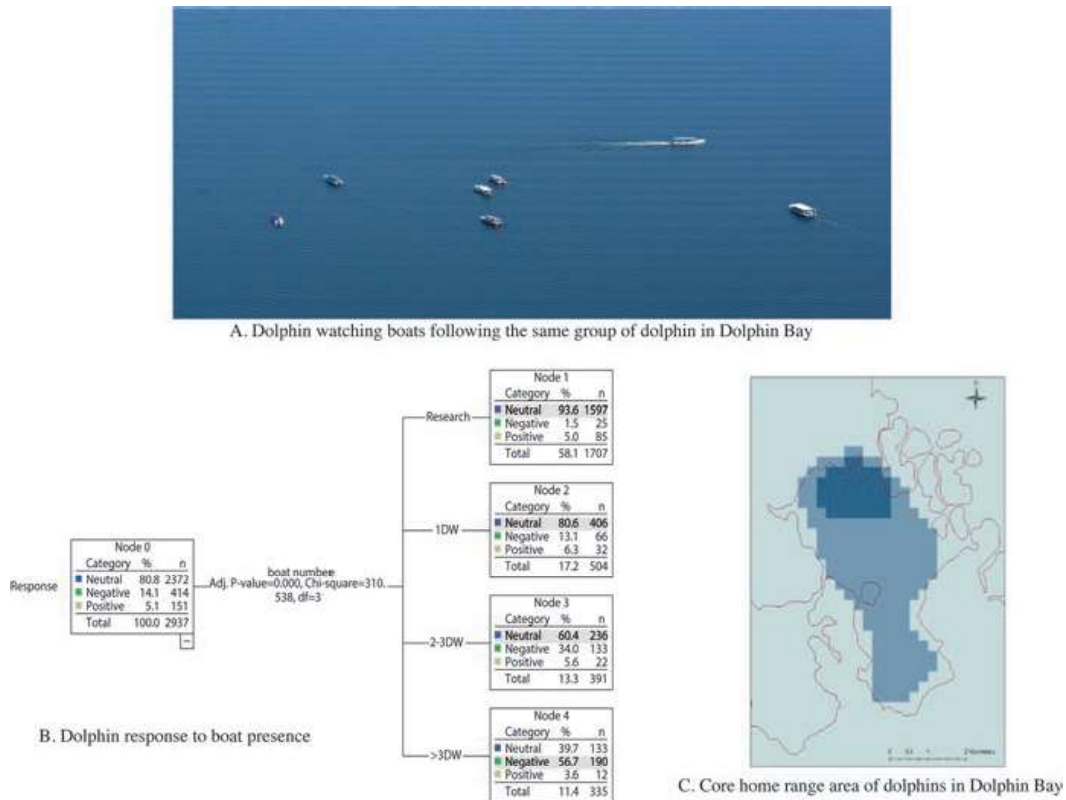 A. Dolphin watching boats following the same group of dolphin in Dolphin Bay
Response
Node 0
Category % n
Neutral 80.8 2372
Negative 14.1 414
Positive 5.1 151
Total 100.0 2937
boat number
Adj. P-value=0.000, Chi-square=310.
538, df=3
Research
Node 1
Category % n
Neutral 93.6 1597
Negative 1.5 25
Positive 5.0 85
Total 58.1 1707
1DW
Node 2
Category % n
Neutral 80.6 406
Negative 13.1 66
Positive 6.3 32
Total 17.2 504
2-3DW
Node 3
Category % n
Neutral 60.4 236
Negative 34.0 133
Positive 5.6 22
Total 13.3 391
>3DW
Node 4
Category % n
Neutral 39.7 133
Negative 56.7 190
Positive 3.6 12
Total 11.4 335
B. Dolphin response to boat presence
C. Core home range area of dolphins in Dolphin Bay